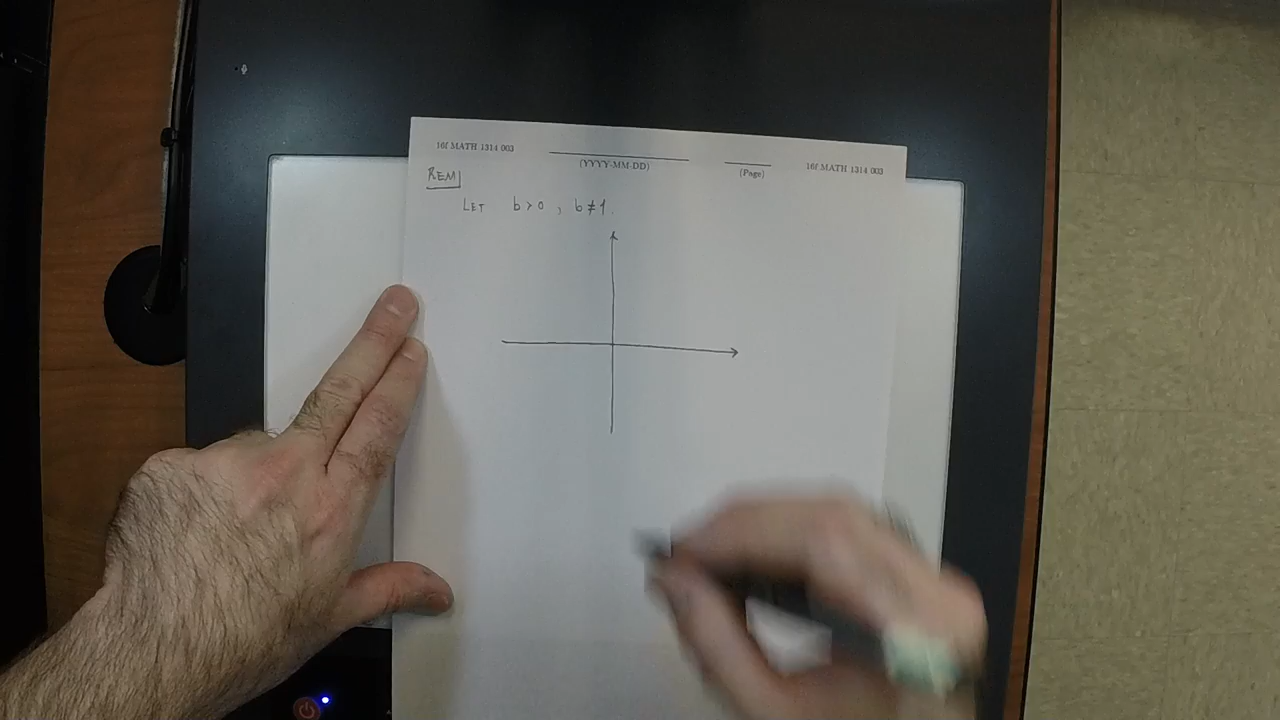 16f MATH 1314 003 (YYYY-MM-DD) (Page) 16f MATH 1314 003
REM
LET b>0, b≠1.